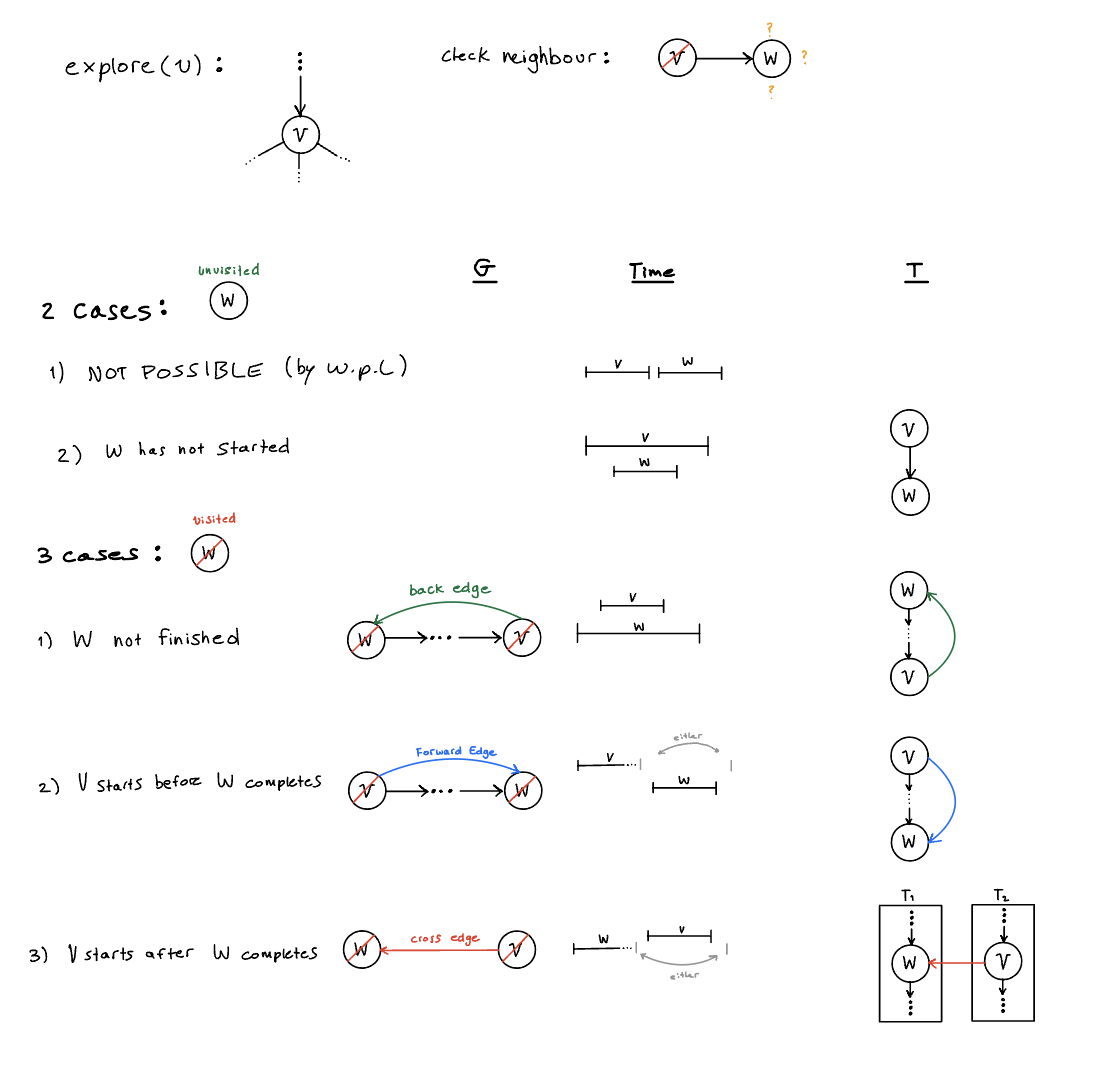 explore(v) :
check neighbour :
V
W
?
?
?
V
unvisited
W
2 cases :
G
Time
T
1) NOT POSSIBLE (by w.p.L)
V
W
2) W has not started
V
W
V
W
visited
W
3 cases :
back edge
1) W not finished
W
V
V
W
W
V
Forward Edge
2) V starts before W completes
V
W
V
either
W
V
W
3) V starts after W completes
W
cross edge
V
W
V
either
T1
T2
W
V